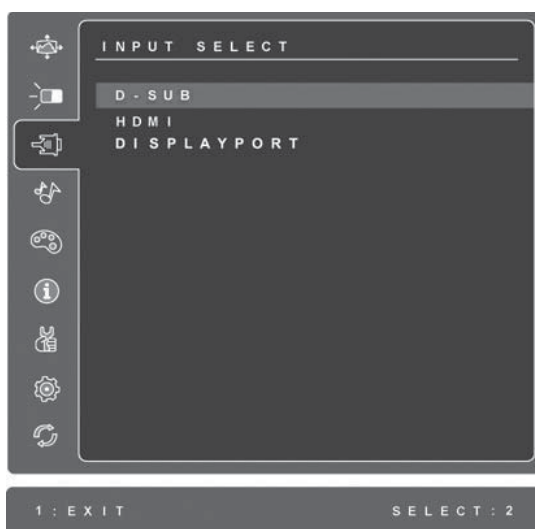 INPUT SELECT
D-SUB
HDMI
DISPLAYPORT
1:EXIT SELECT:2